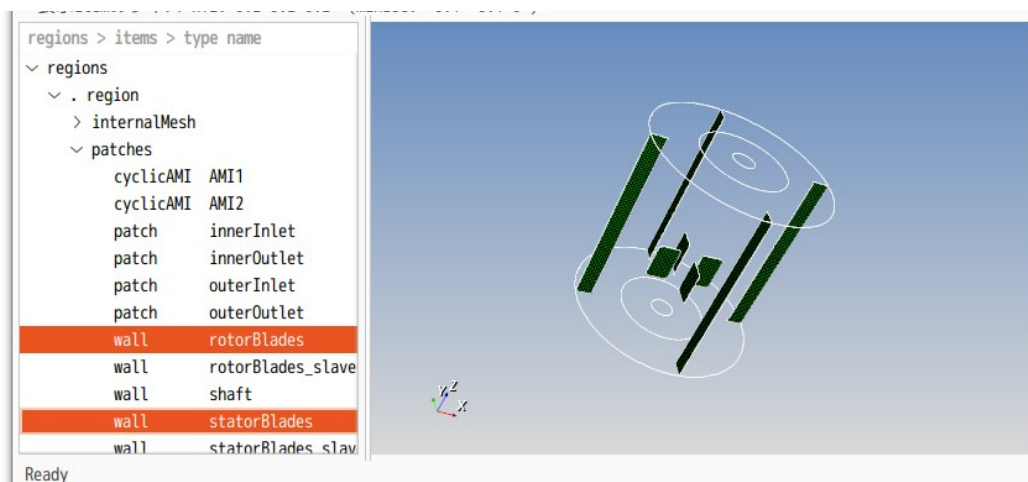 regions > items > type name
regions
. region
internalMesh
patches
cyclicAMI AMI1
cyclicAMI AMI2
patch innerInlet
patch innerOutlet
patch outerInlet
patch outerOutlet
wall rotorBlades
wall rotorBlades_slave
wall shaft
wall statorBlades
wall statorBlades_slav
Y Z
X
Ready